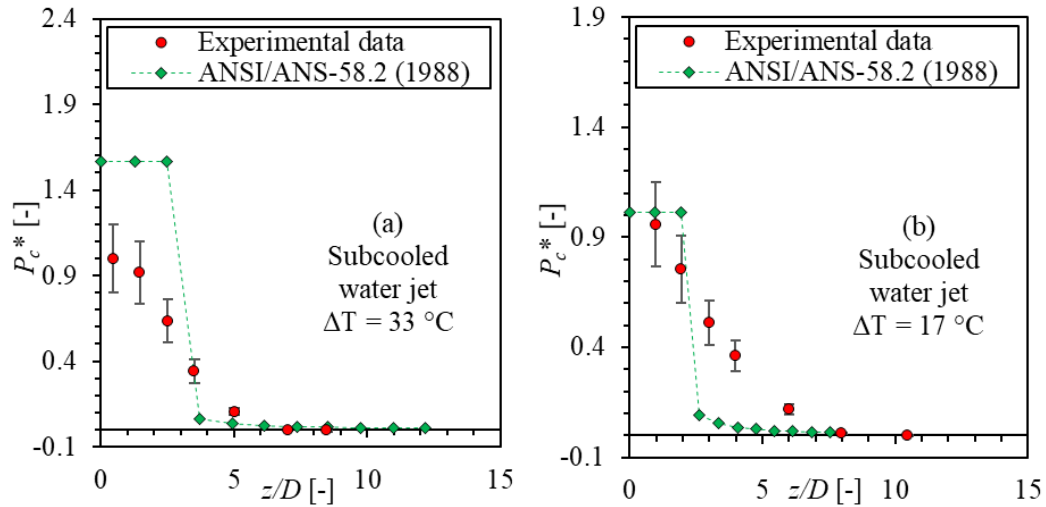 2.4
Experimental data
ANSI/ANS-58.2 (1988)
1.9
1.4
0.9
0.4
-0.1
P_c* [-]
(a)
Subcooled
water jet
ΔT = 33 °C
0 5 10 15
z/D [-]
1.9
Experimental data
ANSI/ANS-58.2 (1988)
1.4
0.9
0.4
-0.1
P_c* [-]
(b)
Subcooled
water jet
ΔT = 17 °C
0 5 10 15
z/D [-]